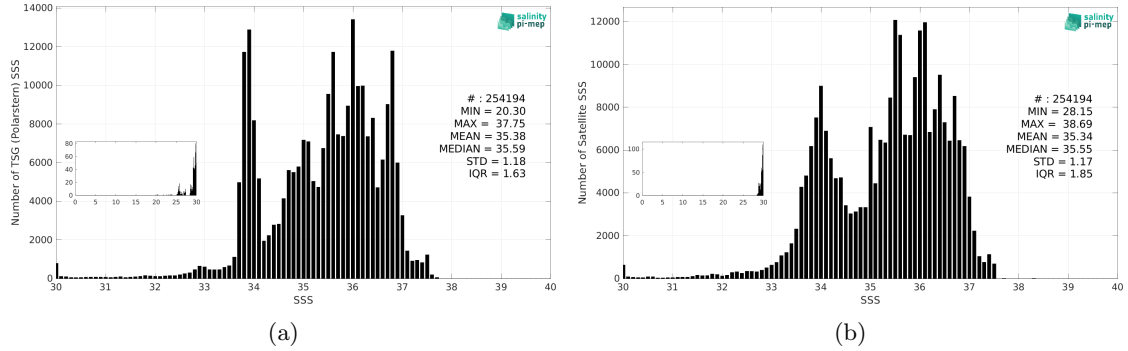 salinity
pi-mep
14000
12000
10000
8000
6000
4000
2000
0
Number of TSG (Polarstern) SSS
# : 254194
MIN = 20.30
MAX = 37.75
MEAN = 35.38
MEDIAN = 35.59
STD = 1.18
IQR = 1.63
80
60
40
20
0
0 5 10 15 20 25 30
30 31 32 33 34 35 36 37 38 39 40
SSS
(a)
salinity
pi-mep
12000
10000
8000
6000
4000
2000
0
Number of Satellite SSS
# : 254194
MIN = 28.15
MAX = 38.69
MEAN = 35.34
MEDIAN = 35.55
STD = 1.17
IQR = 1.85
100
50
0
0 5 10 15 20 25 30
30 31 32 33 34 35 36 37 38 39 40
SSS
(b)